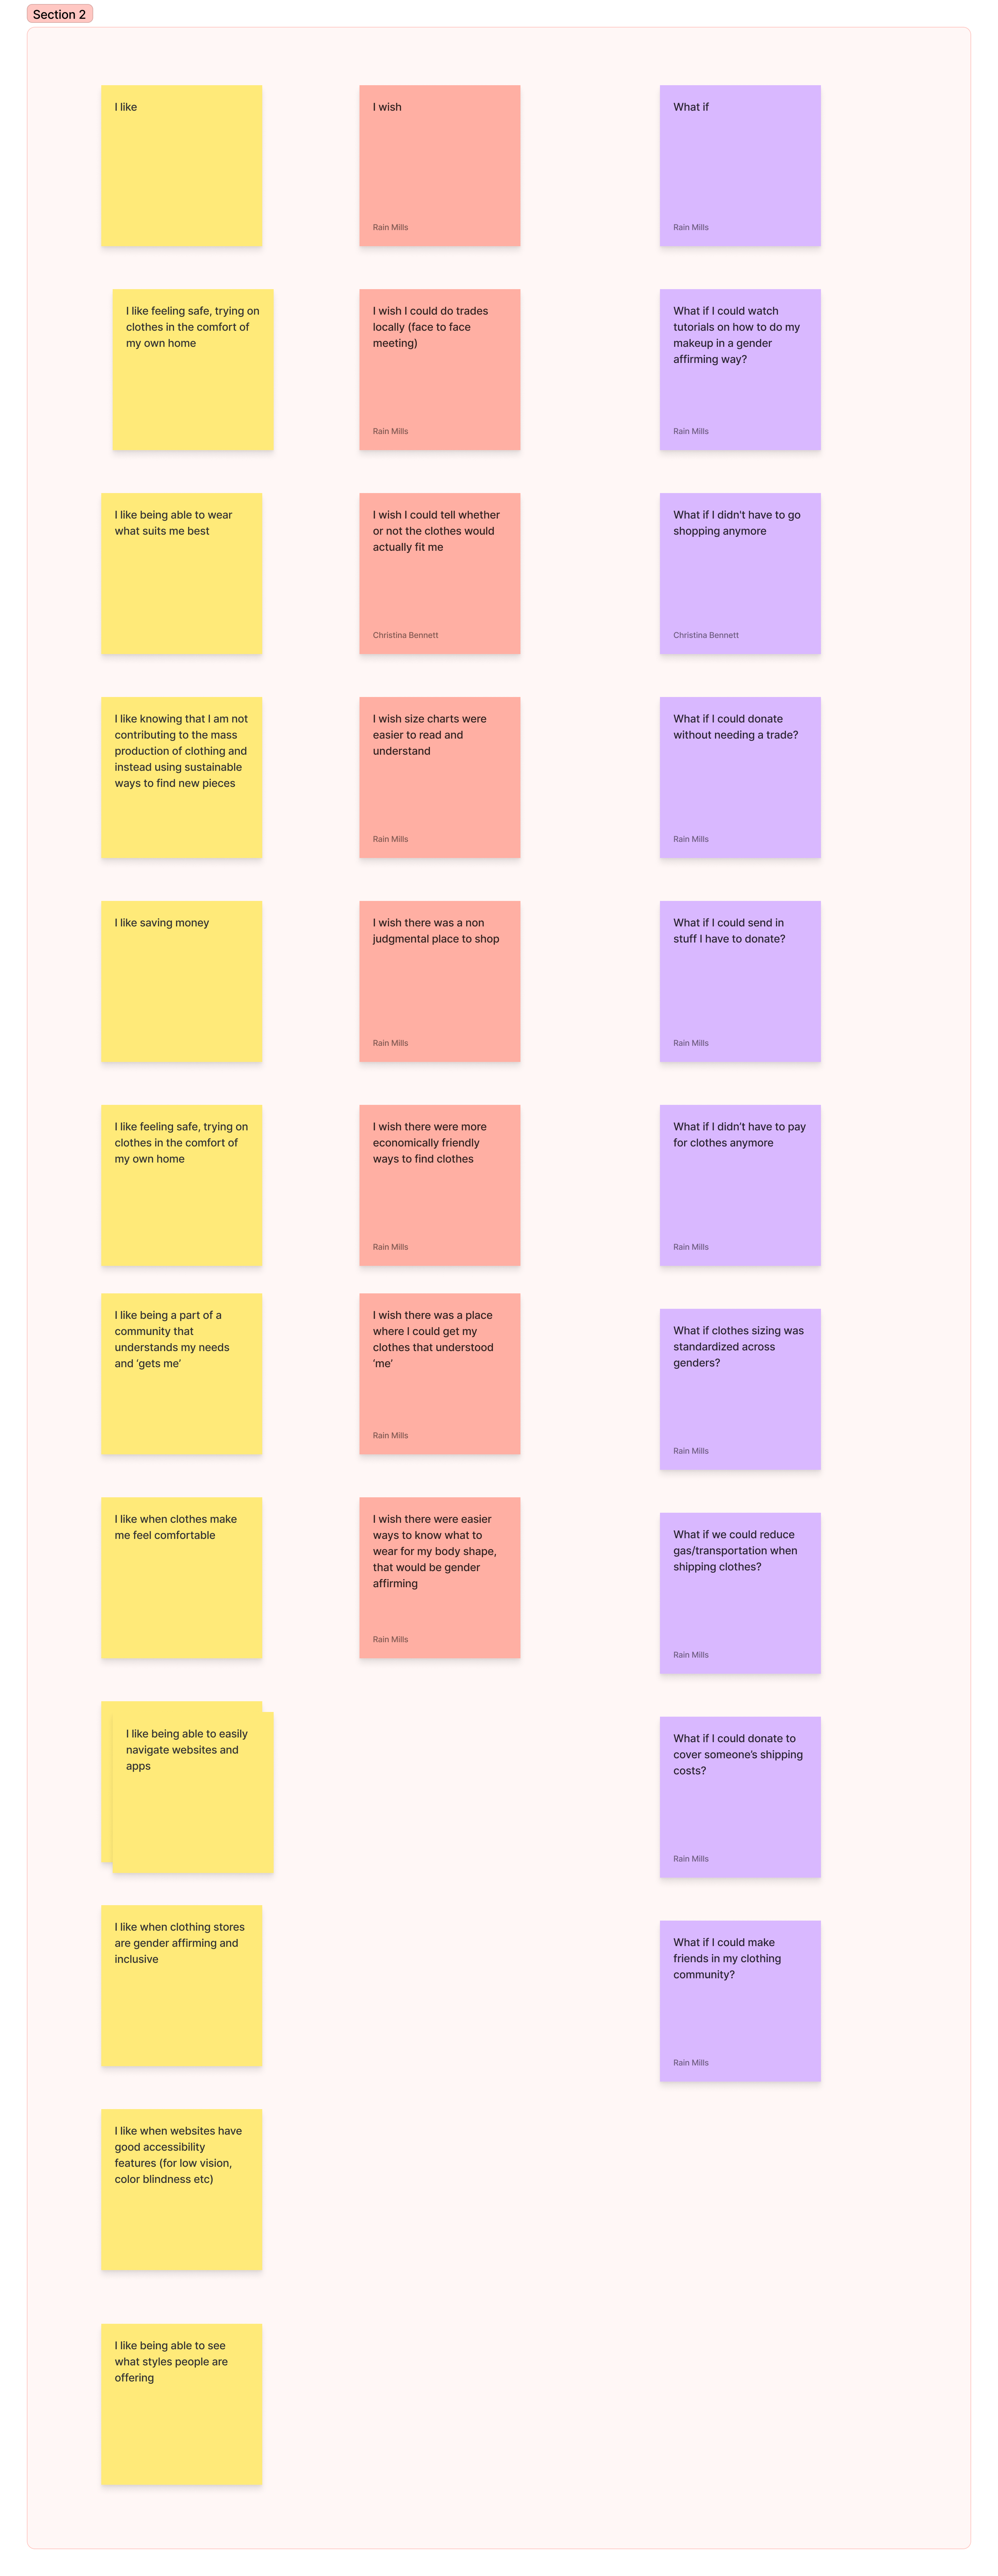 Section 2
I like
I wish
Rain Mills
What if
Rain Mills
I like feeling safe, trying on
clothes in the comfort of
my own home
I wish I could do trades
locally (face to face
meeting)
Rain Mills
What if I could watch
tutorials on how to do my
makeup in a gender
affirming way?
Rain Mills
I like being able to wear
what suits me best
I wish I could tell whether
or not the clothes would
actually fit me
Christina Bennett
What if I didn't have to go
shopping anymore
Christina Bennett
I like knowing that I am not
contributing to the mass
production of clothing and
instead using sustainable
ways to find new pieces
I wish size charts were
easier to read and
understand
Rain Mills
What if I could donate
without needing a trade?
Rain Mills
I like saving money
I wish there was a non
judgmental place to shop
Rain Mills
What if I could send in
stuff I have to donate?
Rain Mills
I like feeling safe, trying on
clothes in the comfort of
my own home
I wish there were more
economically friendly
ways to find clothes
Rain Mills
What if I didn't have to pay
for clothes anymore
Rain Mills
I like being a part of a
community that
understands my needs
and ‘gets me’
I wish there was a place
where I could get my
clothes that understood
‘me’
Rain Mills
What if clothes sizing was
standardized across
genders?
Rain Mills
I like when clothes make
me feel comfortable
I wish there were easier
ways to know what to
wear for my body shape,
that would be gender
affirming
Rain Mills
What if we could reduce
gas/transportation when
shipping clothes?
Rain Mills
I like being able to easily
navigate websites and
apps
What if I could donate to
cover someone’s shipping
costs?
Rain Mills
I like when clothing stores
are gender affirming and
inclusive
What if I could make
friends in my clothing
community?
Rain Mills
I like when websites have
good accessibility
features (for low vision,
color blindness etc)
I like being able to see
what styles people are
offering